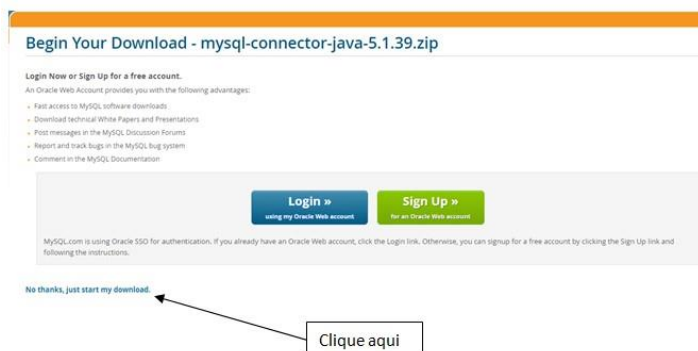 Begin Your Download - mysql-connector-java-5.1.39.zip
Login Now or Sign Up for a free account.
An Oracle Web Account provides you with the following advantages:
Fast access to MySQL software downloads
Download technical White Papers and Presentations
Post messages in the MySQL Discussion Forums
Report and track bugs in the MySQL bug system
Comment in the MySQL Documentation
Login »
using my Oracle Web account
Sign Up »
for an Oracle Web account
MySQL.com is using Oracle SSO for authentication. If you already have an Oracle Web account, click the Login link. Otherwise, you can signup for a free account by clicking the Sign Up link and
following the instructions.
No thanks, just start my download.
Clique aqui